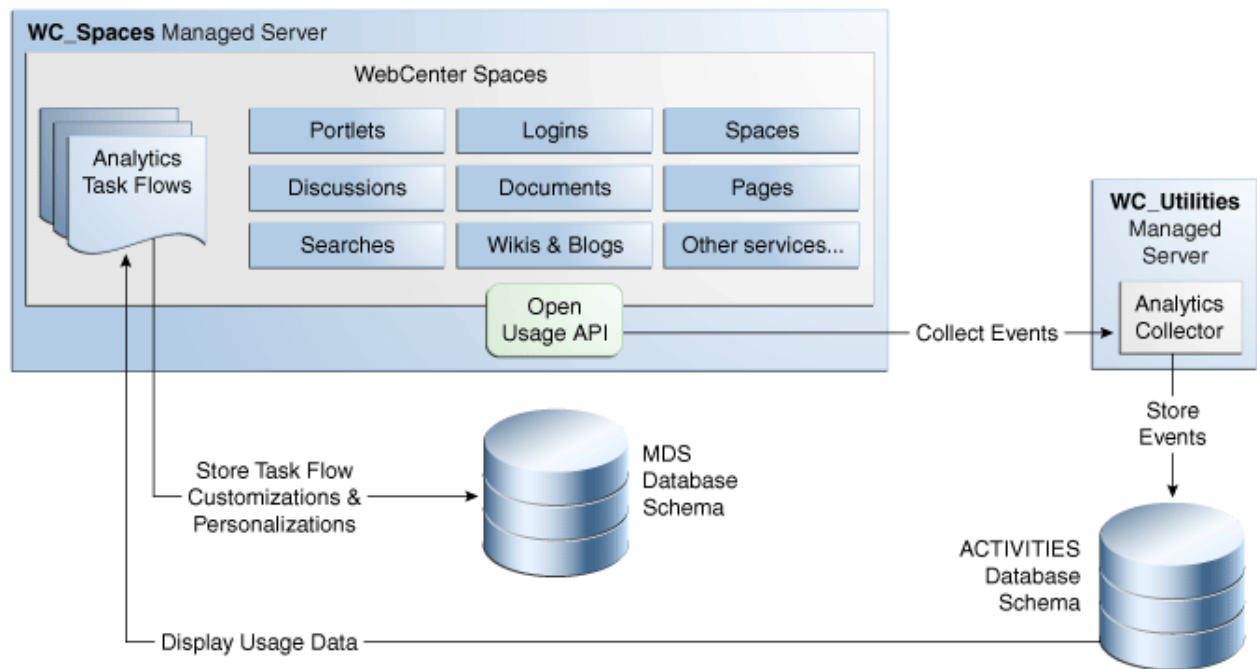 WC_Spaces Managed Server
WebCenter Spaces
Analytics
Task Flows
Portlets
Logins
Spaces
Discussions
Documents
Pages
Searches
Wikis & Blogs
Other services...
Open
Usage API
Collect Events
WC_Utilities
Managed
Server
Analytics
Collector
Store
Events
Store Task Flow
Customizations &
Personalizations
MDS
Database
Schema
ACTIVITIES
Database
Schema
Display Usage Data